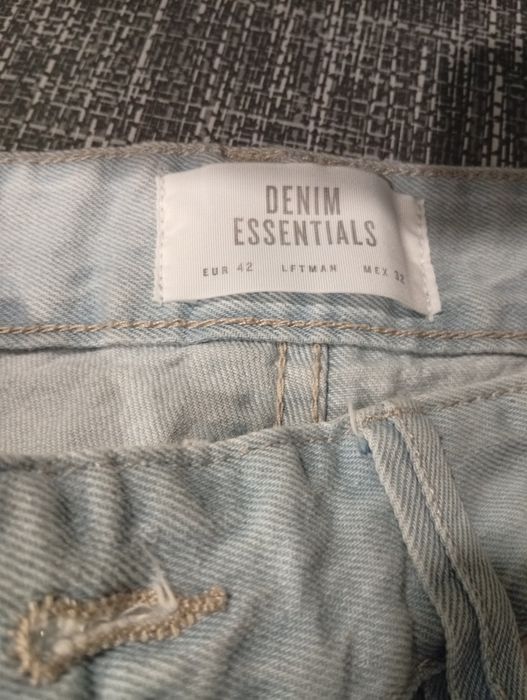 DENIM
ESSENTIALS
EUR 42 LFTMAN MEX 32